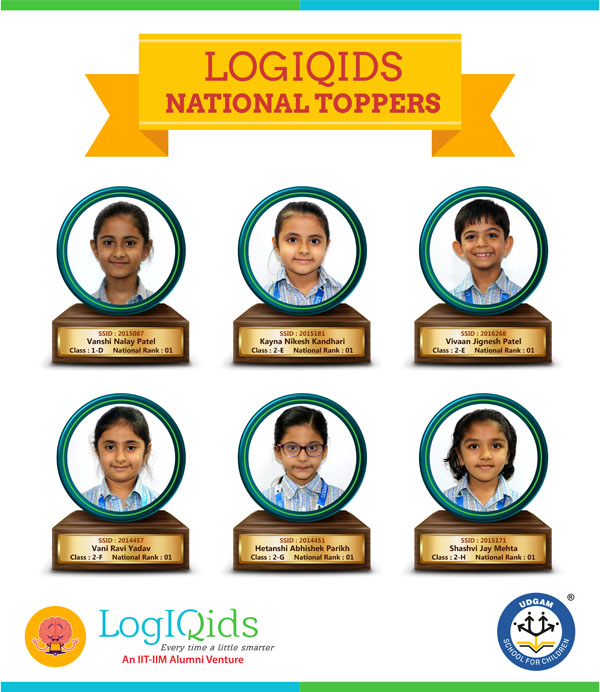 LOGIQIDS
NATIONAL TOPPERS
SSID : 2015087
Vanshi Nalay Patel
Class : 1-D National Rank : 01
SSID : 2015181
Kayna Nikesh Kandhari
Class : 2-E National Rank : 01
SSID : 2016268
Vivaan Jignesh Patel
Class : 2-E National Rank : 01
SSID : 2014457
Vani Ravi Yadav
Class : 2-F National Rank : 01
SSID : 2014451
Hetanshi Abhishek Parikh
Class : 2-G National Rank : 01
SSID : 2015171
Shashvi Jay Mehta
Class : 2-H National Rank : 01
LogIQids
Every time a little smarter
An IIT-IIM Alumni Venture
UDGAM
SCHOOL FOR CHILDREN
®